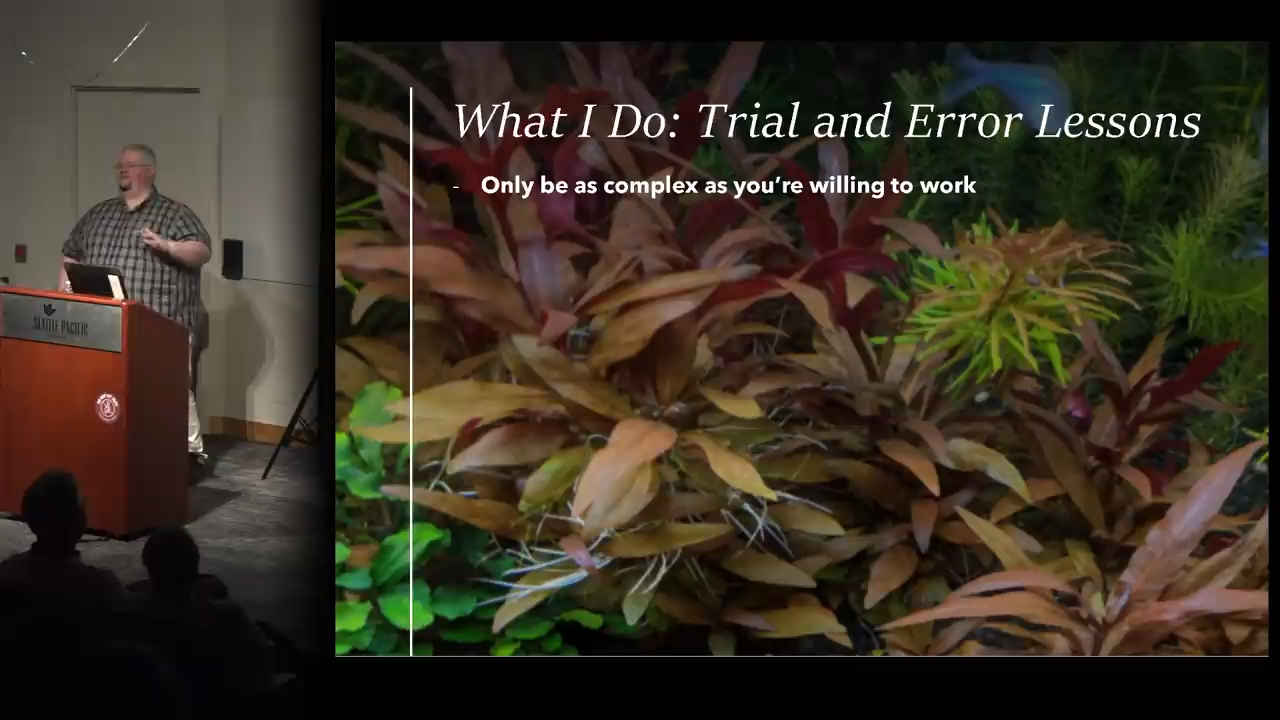 What I Do: Trial and Error Lessons
- Only be as complex as you're willing to work
SEATTLE PACIFIC